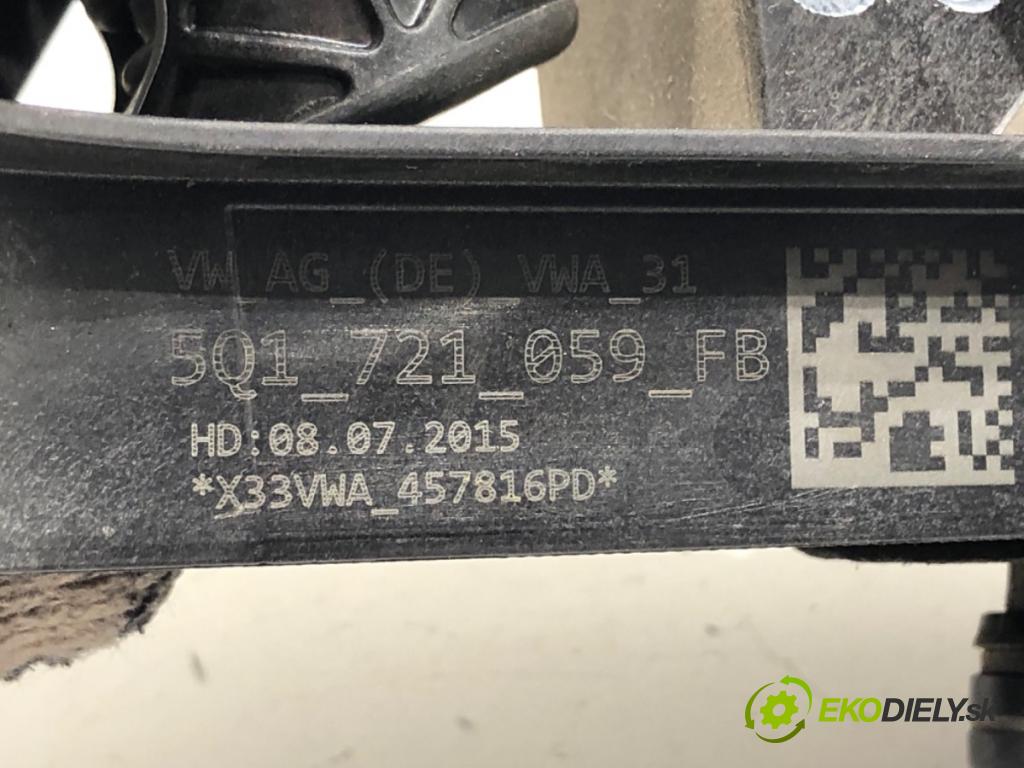 VW_AG_(DE)_VWA_31
5Q1_721_059_FB
HD:08.07.2015
*X33VWA_457816PD*
EKODIELY.sk